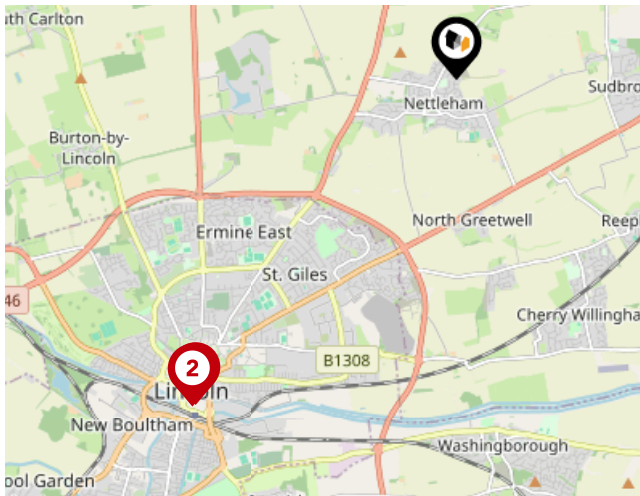 uth Carlton
Nettleham
Sudbro
Burton-by-
Lincoln
North Greetwell
Reep
Ermine East
St. Giles
46
Cherry Willingha
B1308
2
Lincoln
New Boultham
Washingborough
ool Garden